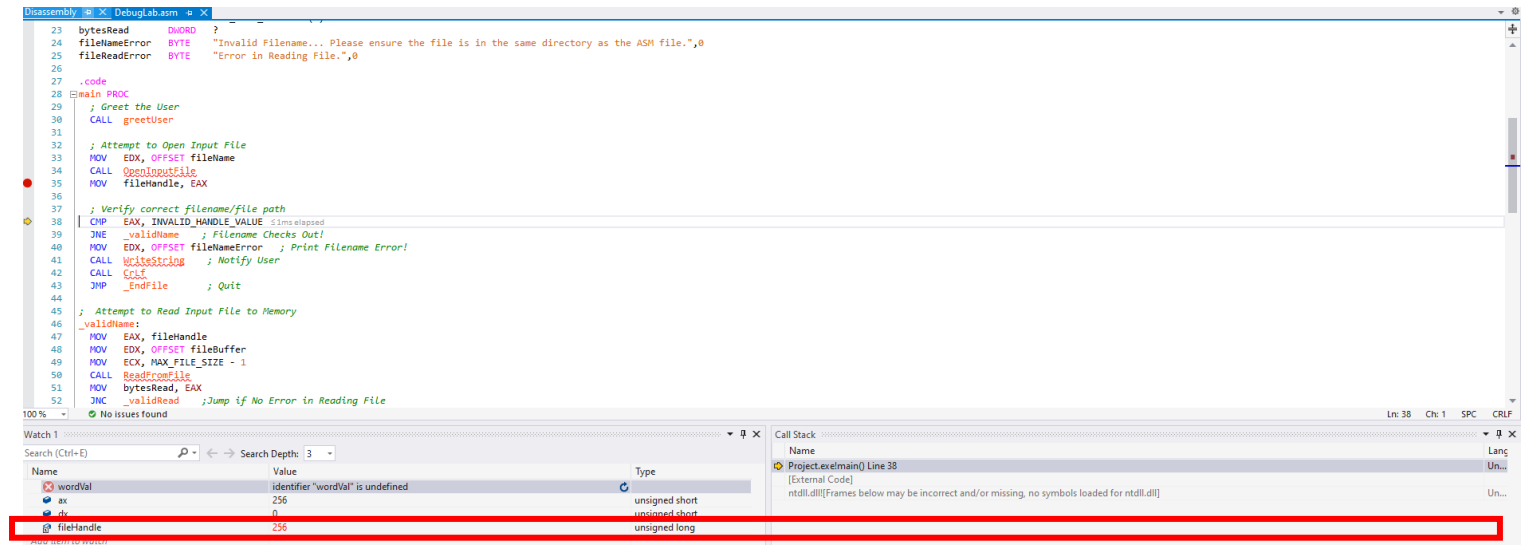 Disassembly DebugLab.asm
23 bytesRead DWORD ?
24 fileNameError BYTE "Invalid Filename... Please ensure the file is in the same directory as the ASM file.",0
25 fileReadError BYTE "Error in Reading File.",0
26
27 .code
28 main PROC
29 ; Greet the User
30 CALL greetUser
31
32 ; Attempt to Open Input File
33 MOV EDX, OFFSET fileName
34 CALL OpenInputFile
35 MOV fileHandle, EAX
36
37 ; Verify correct filename/file path
38 CMP EAX, INVALID_HANDLE_VALUE ≤1ms elapsed
39 JNE _validName ; Filename Checks Out!
40 MOV EDX, OFFSET fileNameError ; Print Filename Error!
41 CALL WriteString ; Notify User
42 CALL CrLf
43 JMP _EndFile ; Quit
44
45 ; Attempt to Read Input File to Memory
46 _validName:
47 MOV EAX, fileHandle
48 MOV EDX, OFFSET fileBuffer
49 MOV ECX, MAX_FILE_SIZE - 1
50 CALL ReadFromFile
51 MOV bytesRead, EAX
52 JNC _validRead ;Jump if No Error in Reading File
100 % No issues found Ln: 38 Ch: 1 SPC CRLF
Watch 1
Search (Ctrl+E) Search Depth: 3
Name Value Type
wordVal identifier "wordVal" is undefined
ax 256 unsigned short
dx 0 unsigned short
fileHandle 256 unsigned long
Add item to watch
Call Stack
Name Lang
Project.exe!main() Line 38 Un...
[External Code]
ntdll.dll![Frames below may be incorrect and/or missing, no symbols loaded for ntdll.dll] Un...